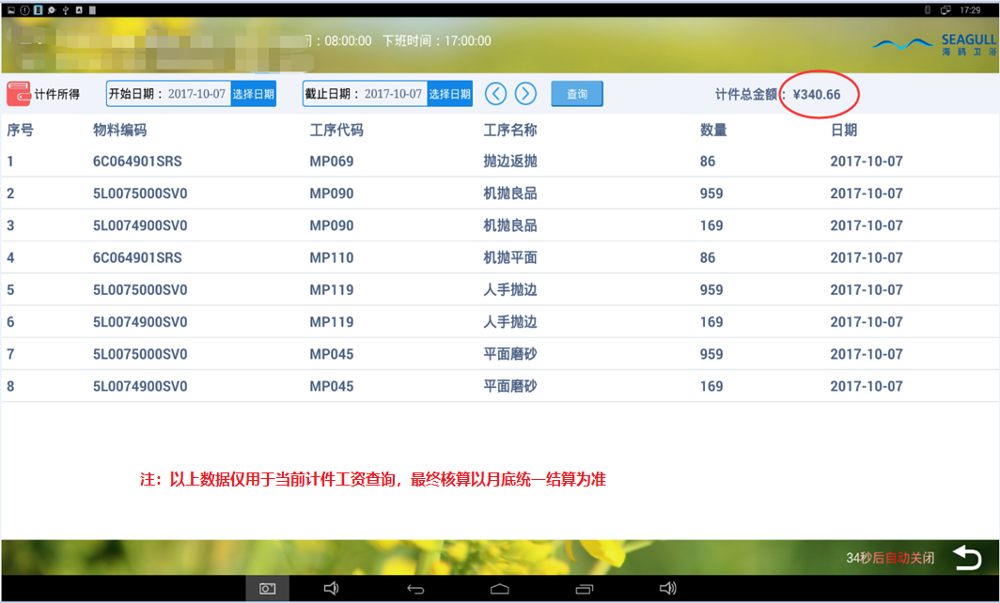 17:29
: 08:00:00 下班时间：17:00:00
SEAGULL
海鸥卫浴
计件所得 开始日期：2017-10-07 选择日期 截止日期：2017-10-07 选择日期 查询 计件总金额：¥340.66
序号 物料编码 工序代码 工序名称 数量 日期
1 6C064901SRS MP069 抛边返抛 86 2017-10-07
2 5L0075000SV0 MP090 机抛良品 959 2017-10-07
3 5L0074900SV0 MP090 机抛良品 169 2017-10-07
4 6C064901SRS MP110 机抛平面 86 2017-10-07
5 5L0075000SV0 MP119 人手抛边 959 2017-10-07
6 5L0074900SV0 MP119 人手抛边 169 2017-10-07
7 5L0075000SV0 MP045 平面磨砂 959 2017-10-07
8 5L0074900SV0 MP045 平面磨砂 169 2017-10-07
注：以上数据仅用于当前计件工资查询，最终核算以月底统一结算为准
34秒后自动关闭